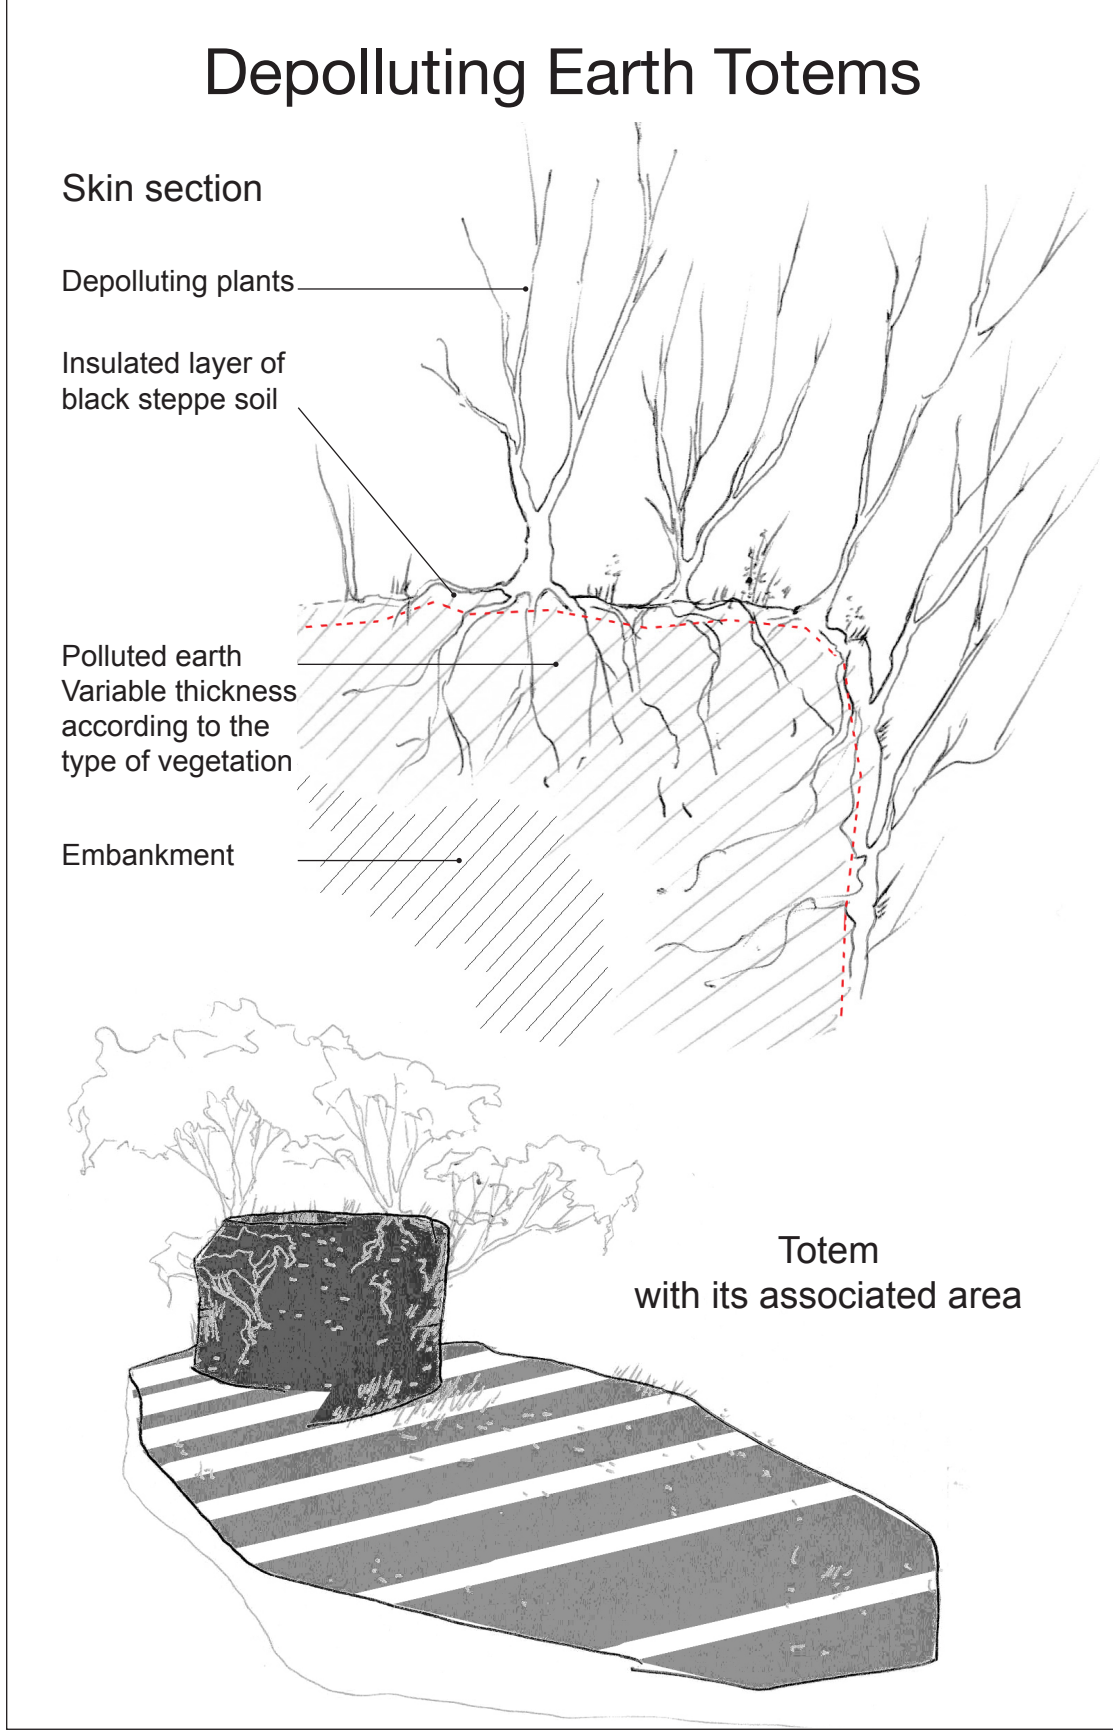 Depolluting Earth Totems
Skin section
Depolluting plants
Insulated layer of
black steppe soil
Polluted earth
Variable thickness
according to the
type of vegetation
Embankment
Totem
with its associated area